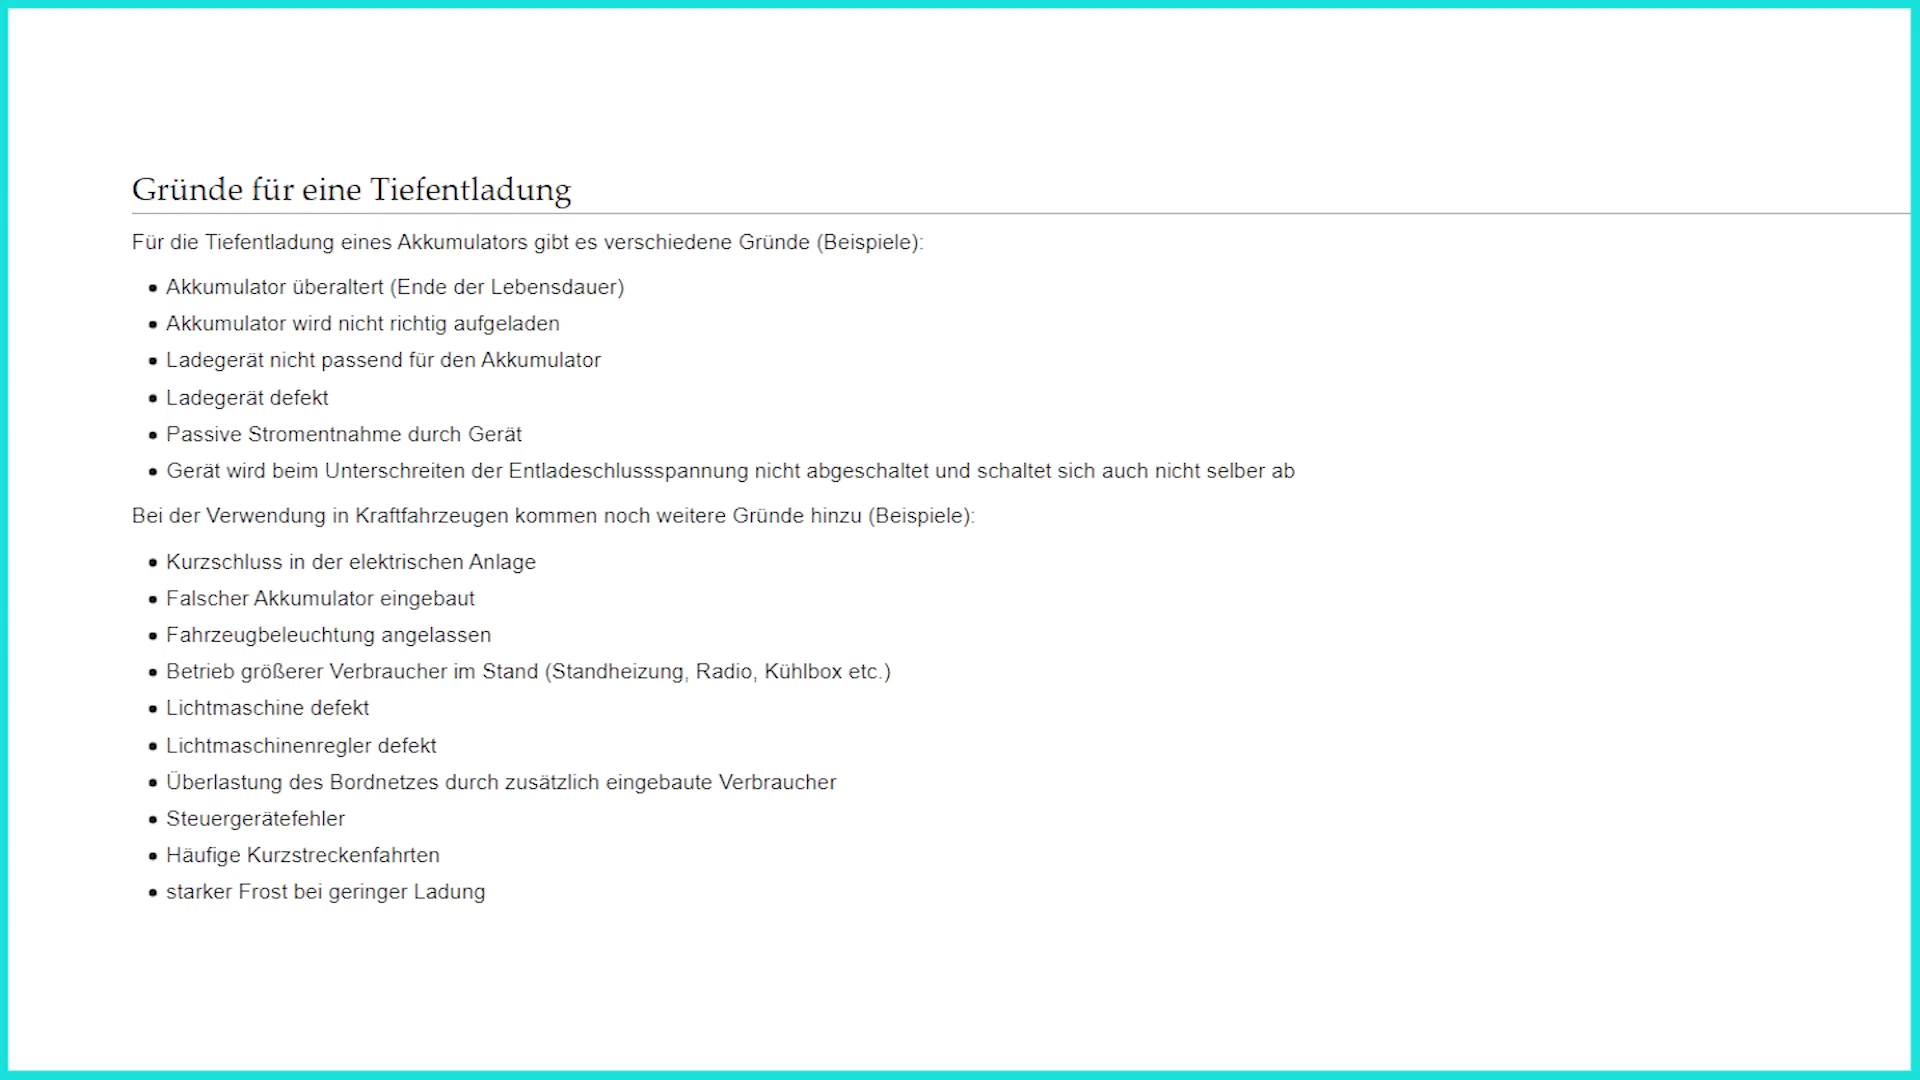 Gründe für eine Tiefentladung
Für die Tiefentladung eines Akkumulators gibt es verschiedene Gründe (Beispiele):
• Akkumulator überaltert (Ende der Lebensdauer)
• Akkumulator wird nicht richtig aufgeladen
• Ladegerät nicht passend für den Akkumulator
• Ladegerät defekt
• Passive Stromentnahme durch Gerät
• Gerät wird beim Unterschreiten der Entladeschlussspannung nicht abgeschaltet und schaltet sich auch nicht selber ab
Bei der Verwendung in Kraftfahrzeugen kommen noch weitere Gründe hinzu (Beispiele):
• Kurzschluss in der elektrischen Anlage
• Falscher Akkumulator eingebaut
• Fahrzeugbeleuchtung angelassen
• Betrieb größerer Verbraucher im Stand (Standheizung, Radio, Kühlbox etc.)
• Lichtmaschine defekt
• Lichtmaschinenregler defekt
• Überlastung des Bordnetzes durch zusätzlich eingebaute Verbraucher
• Steuergerätefehler
• Häufige Kurzstreckenfahrten
• starker Frost bei geringer Ladung